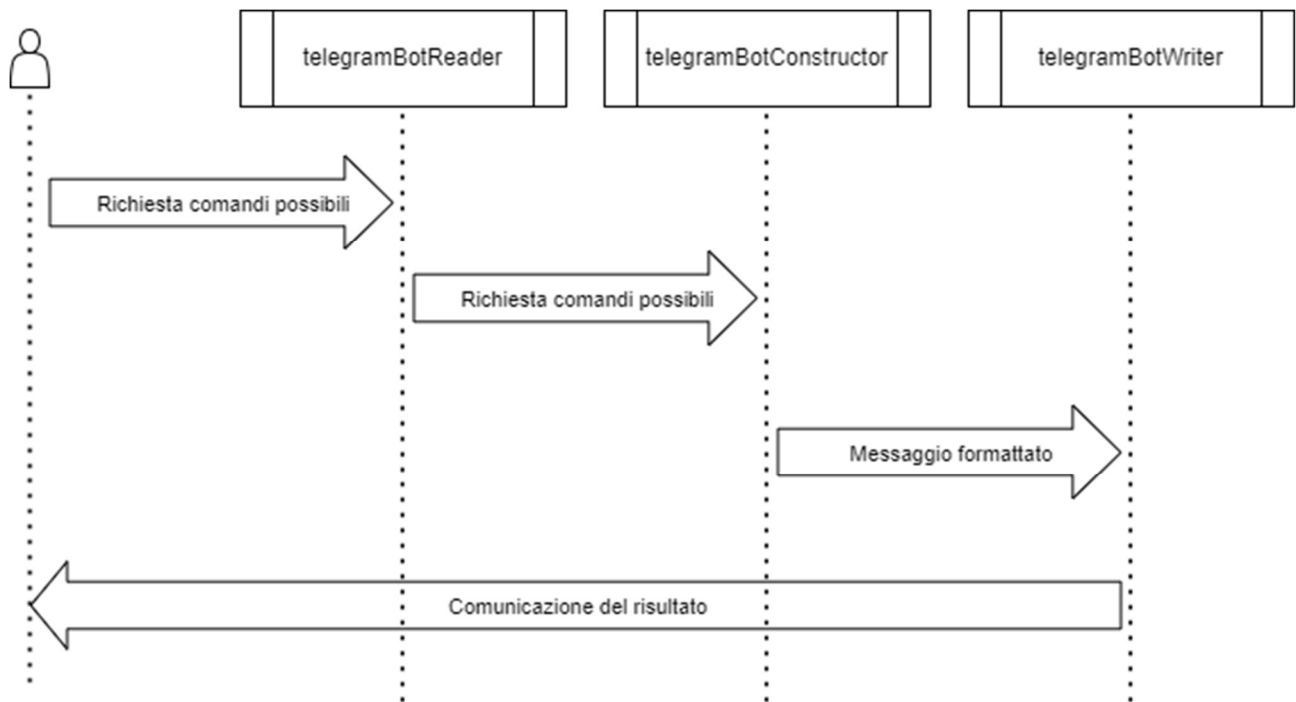 telegramBotReader
telegramBotConstructor
telegramBotWriter
Richiesta comandi possibili
Richiesta comandi possibili
Messaggio formattato
Comunicazione del risultato